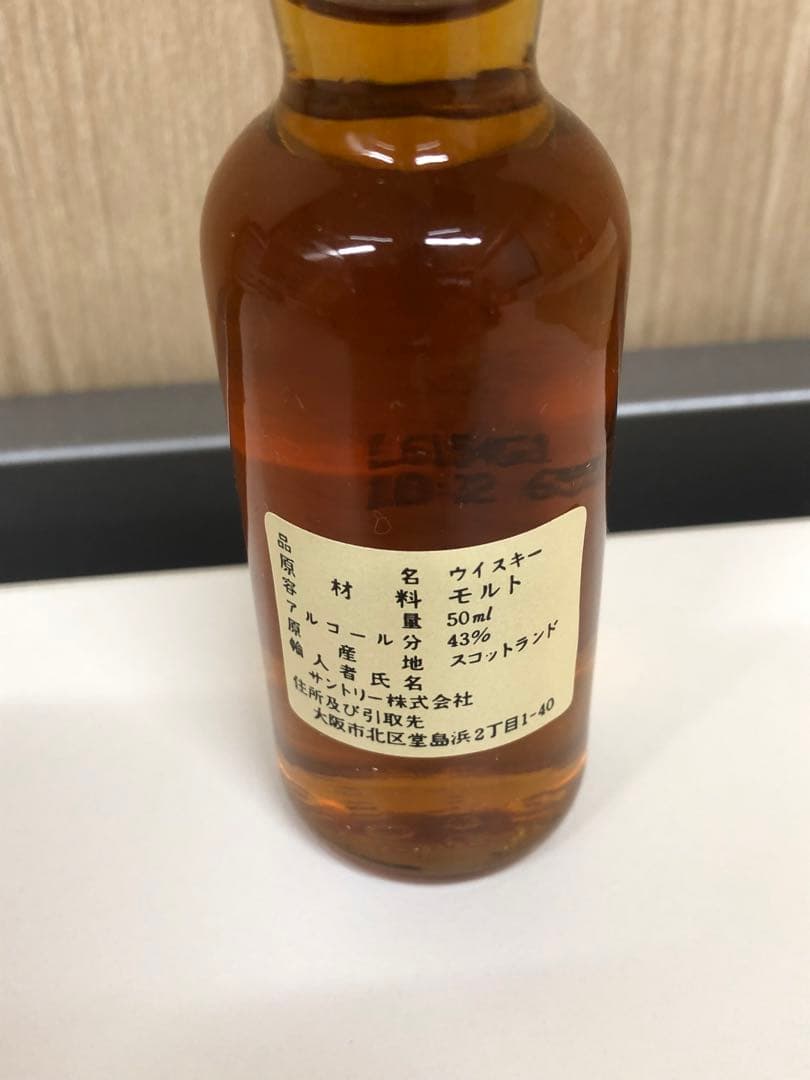 品名 ウイスキー
原材料 モルト
容量 50ml
アルコール分 43%
原産地 スコットランド
輸入者氏名
サントリー株式会社
住所及び引取先
大阪市北区堂島浜2丁目1-40